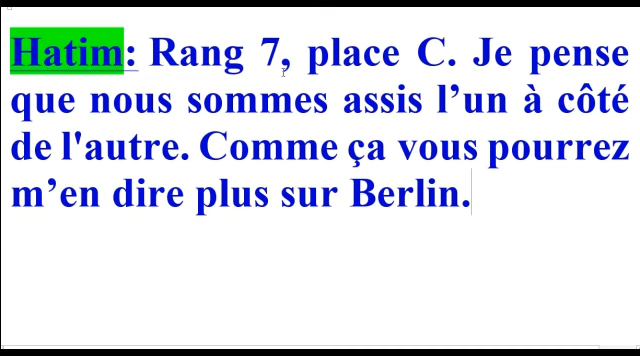 Hatim: Rang 7, place C. Je pense
que nous sommes assis l’un à côté
de l'autre. Comme ça vous pourrez
m’en dire plus sur Berlin.